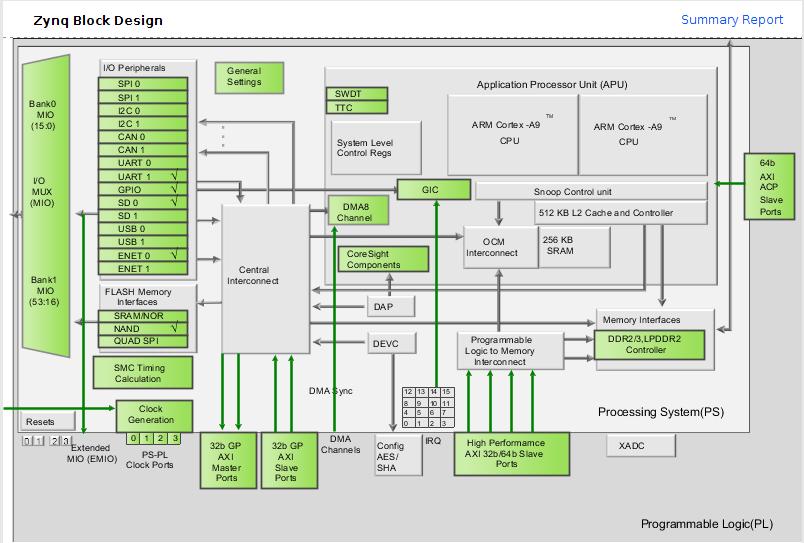 Zynq Block Design
Summary Report
I/O Peripherals
SPI 0
SPI 1
I2C 0
I2C 1
CAN 0
CAN 1
UART 0
UART 1 √
GPIO √
SD 0 √
SD 1
USB 0
USB 1
ENET 0 √
ENET 1
Bank0
MIO
(15:0)
I/O
MUX
(MIO)
Bank1
MIO
(53:16)
FLASH Memory
Interfaces
SRAM/NOR
NAND √
QUAD SPI
SMC Timing
Calculation
General
Settings
Application Processor Unit (APU)
SWDT
TTC
System Level
Control Regs
ARM Cortex -A9 TM
CPU
ARM Cortex -A9 TM
CPU
GIC
Snoop Control unit
DMA8
Channel
512 KB L2 Cache and Controller
OCM
Interconnect
256 KB
SRAM
CoreSight
Components
Central
Interconnect
DAP
DEVC
Memory Interfaces
DDR2/3,LPDDR2
Controller
Programmable
Logic to Memory
Interconnect
64b
AXI
ACP
Slave
Ports
DMA Sync
12 13 14 15
8 9 10 11
4 5 6 7
0 1 2 3
Processing System(PS)
Resets
0 1 2 3
Clock
Generation
0 1 2 3
Extended
MIO (EMIO)
PS-PL
Clock Ports
32b GP
AXI
Master
Ports
32b GP
AXI
Slave
Ports
DMA
Channels
Config
AES/
SHA
IRQ
High Performamce
AXI 32b/64b Slave
Ports
XADC
Programmable Logic(PL)